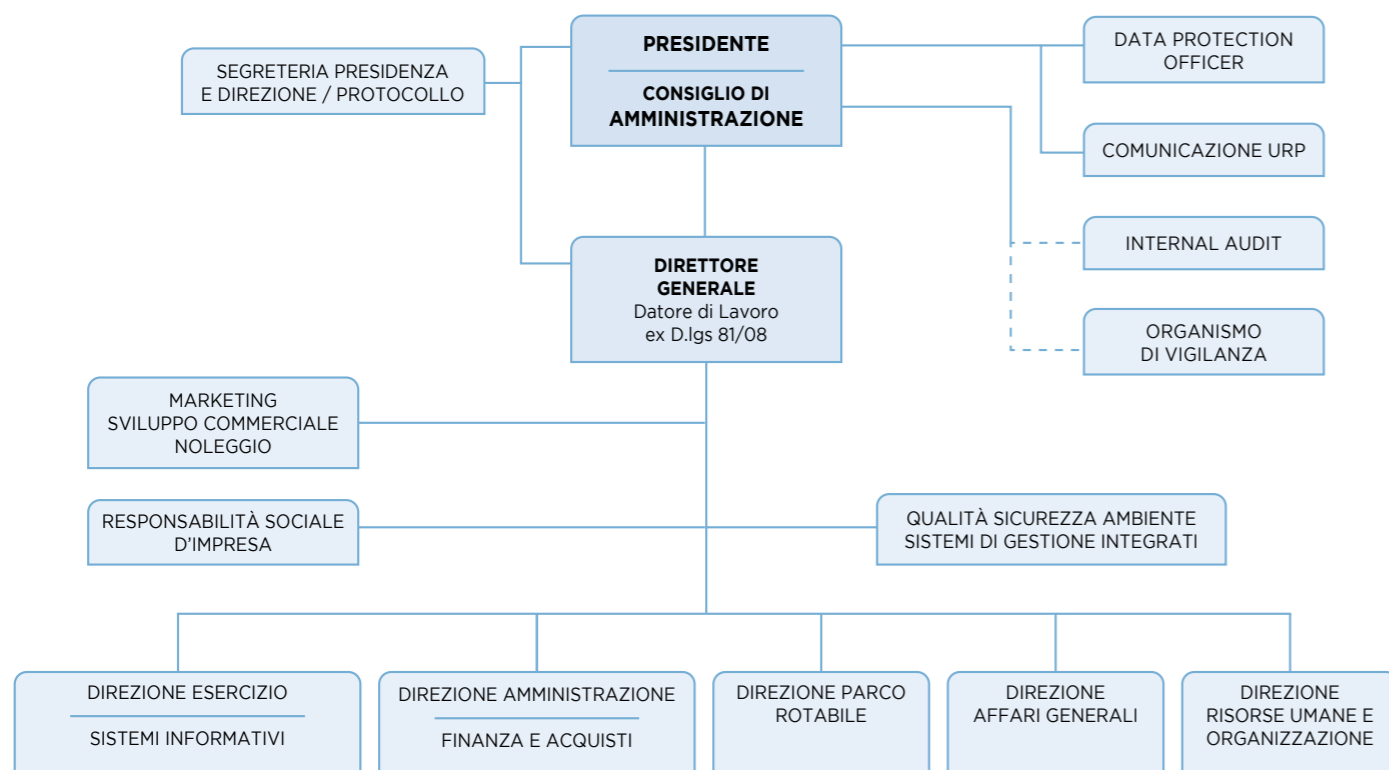 PRESIDENTE
CONSIGLIO DI
AMMINISTRAZIONE
SEGRETERIA PRESIDENZA
E DIREZIONE / PROTOCOLLO
DATA PROTECTION
OFFICER
COMUNICAZIONE URP
INTERNAL AUDIT
ORGANISMO
DI VIGILANZA
DIRETTORE
GENERALE
Datore di Lavoro
ex D.lgs 81/08
MARKETING
SVILUPPO COMMERCIALE
NOLEGGIO
RESPONSABILITÀ SOCIALE
D'IMPRESA
QUALITÀ SICUREZZA AMBIENTE
SISTEMI DI GESTIONE INTEGRATI
DIREZIONE ESERCIZIO
SISTEMI INFORMATIVI
DIREZIONE AMMINISTRAZIONE
FINANZA E ACQUISTI
DIREZIONE PARCO
ROTABILE
DIREZIONE
AFFARI GENERALI
DIREZIONE
RISORSE UMANE E
ORGANIZZAZIONE